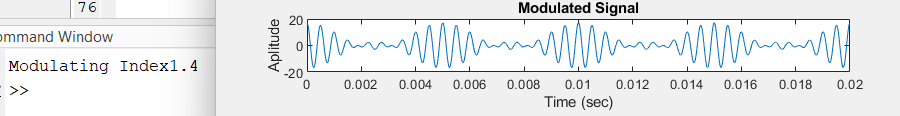 76
ommand Window
Modulating Index1.4
>>
Modulated Signal
Aplitude
20
0
-20
0 0.002 0.004 0.006 0.008 0.01 0.012 0.014 0.016 0.018 0.02
Time (sec)